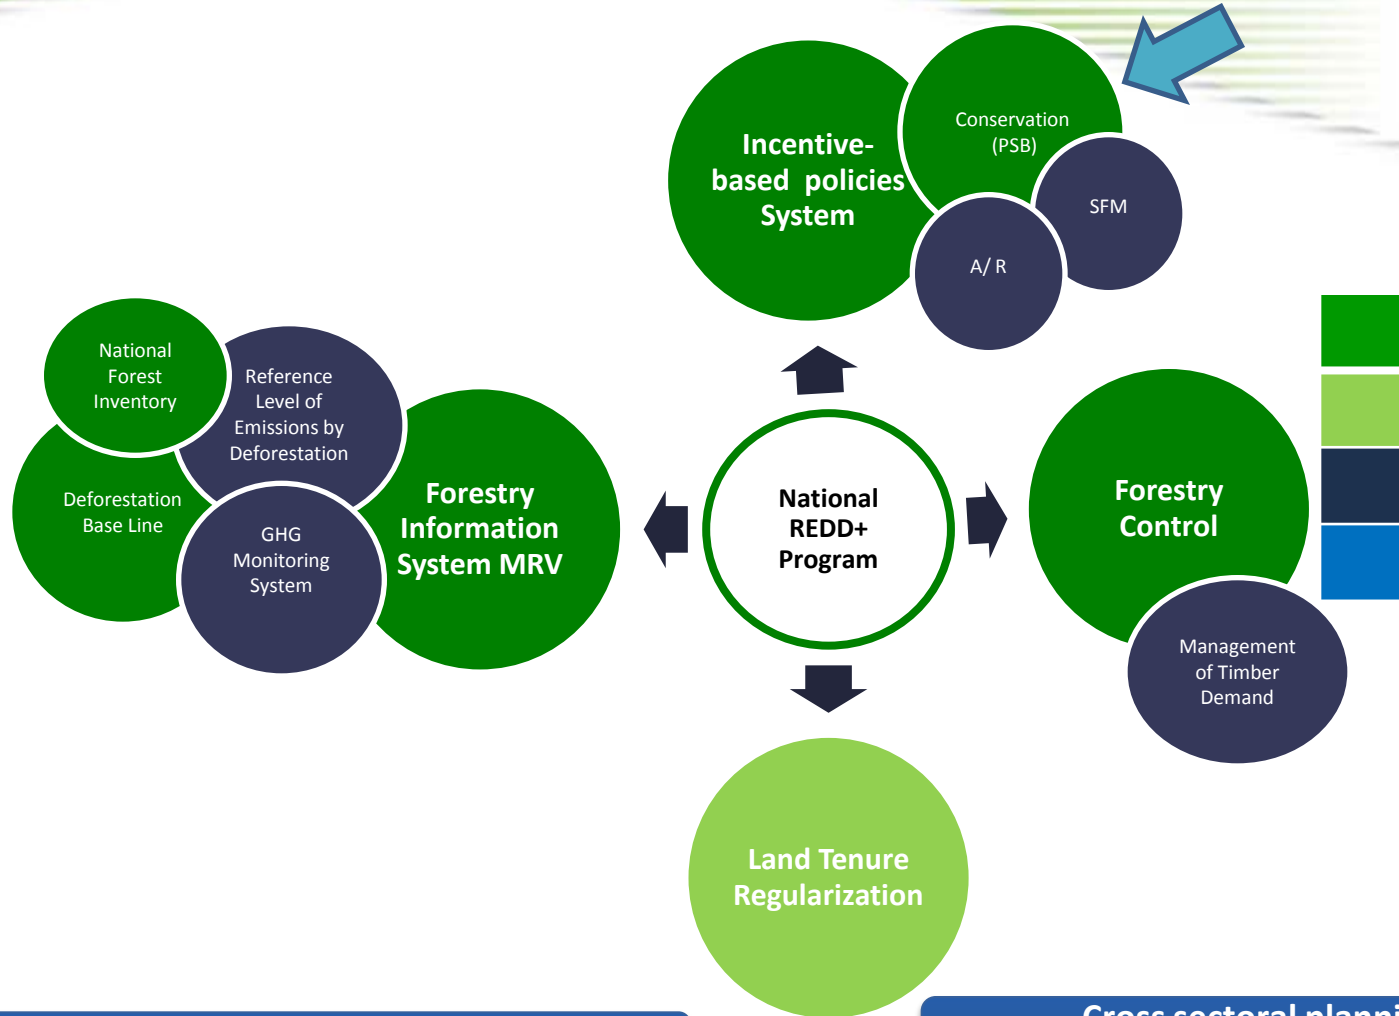 Conservation
(PSB)
Incentive-
based policies
System
SFM
A/ R
National
Forest
Inventory
Reference
Level of
Emissions by
Deforestation
Deforestation
Base Line
GHG
Monitoring
System
Forestry
Information
System MRV
National
REDD+
Program
Forestry
Control
Management
of Timber
Demand
Land Tenure
Regularization
Cross sectoral